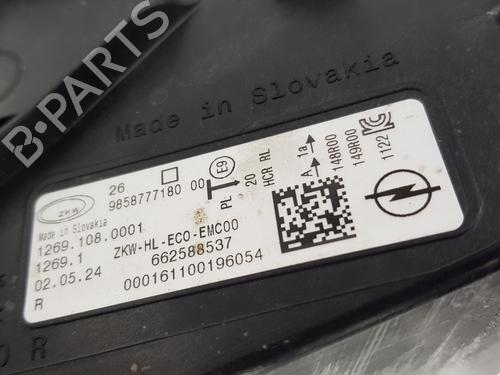 B-PARTS
Made in Slovakia
ZKW
Made in Slovakia
1269.108.0001
1269.1
02.05.24
R
26
9858777180 00
ZKW-HL-ECO-EMC00
662588537
000161100196054
E9
PL
20
HCR RL
A 1a
148R00
149R00
1122
O R